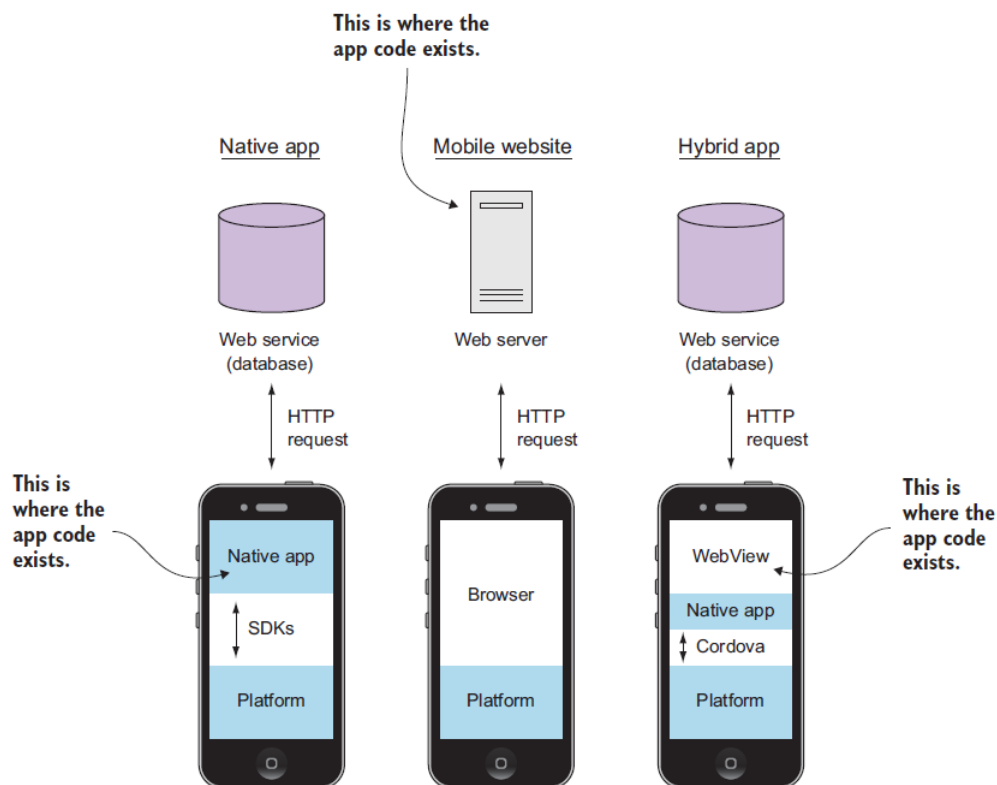 This is where the
app code exists.
Native app
Mobile website
Hybrid app
Web service
(database)
Web server
Web service
(database)
HTTP
request
HTTP
request
HTTP
request
This is
where the
app code
exists.
Native app
SDKs
Platform
Browser
Platform
WebView
Native app
Cordova
Platform
This is
where the
app code
exists.